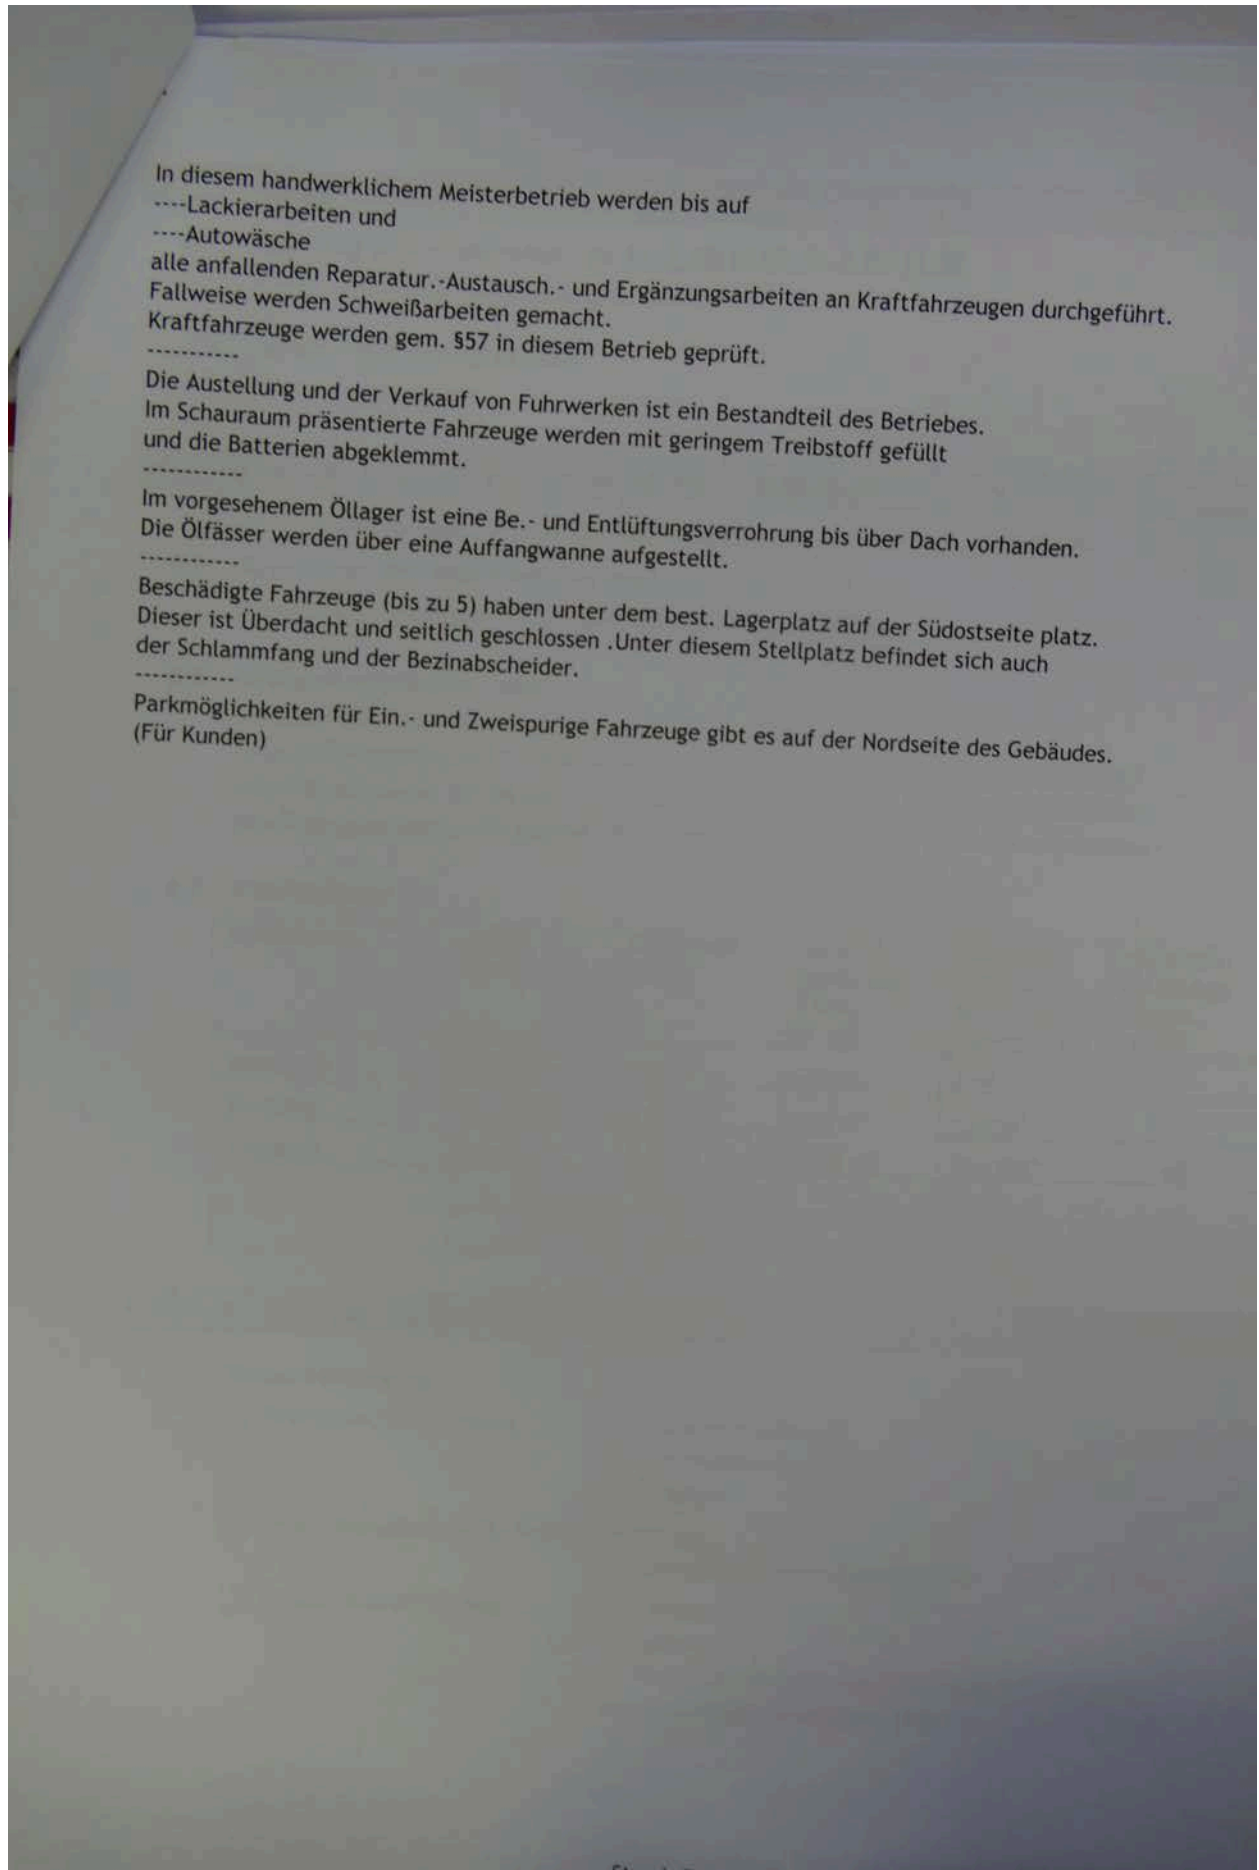 In diesem handwerklichem Meisterbetrieb werden bis auf
----Lackierarbeiten und
----Autowäsche
alle anfallenden Reparatur.-Austausch.- und Ergänzungsarbeiten an Kraftfahrzeugen durchgeführt.
Fallweise werden Schweißarbeiten gemacht.
Kraftfahrzeuge werden gem. §57 in diesem Betrieb geprüft.
-----------
Die Austellung und der Verkauf von Fuhrwerken ist ein Bestandteil des Betriebes.
Im Schauraum präsentierte Fahrzeuge werden mit geringem Treibstoff gefüllt
und die Batterien abgeklemmt.
------------
Im vorgesehenem Öllager ist eine Be.- und Entlüftungsverrohrung bis über Dach vorhanden.
Die Ölfässer werden über eine Auffangwanne aufgestellt.
------------
Beschädigte Fahrzeuge (bis zu 5) haben unter dem best. Lagerplatz auf der Südostseite platz.
Dieser ist Überdacht und seitlich geschlossen .Unter diesem Stellplatz befindet sich auch
der Schlammfang und der Bezinabscheider.
------------
Parkmöglichkeiten für Ein.- und Zweispurige Fahrzeuge gibt es auf der Nordseite des Gebäudes.
(Für Kunden)